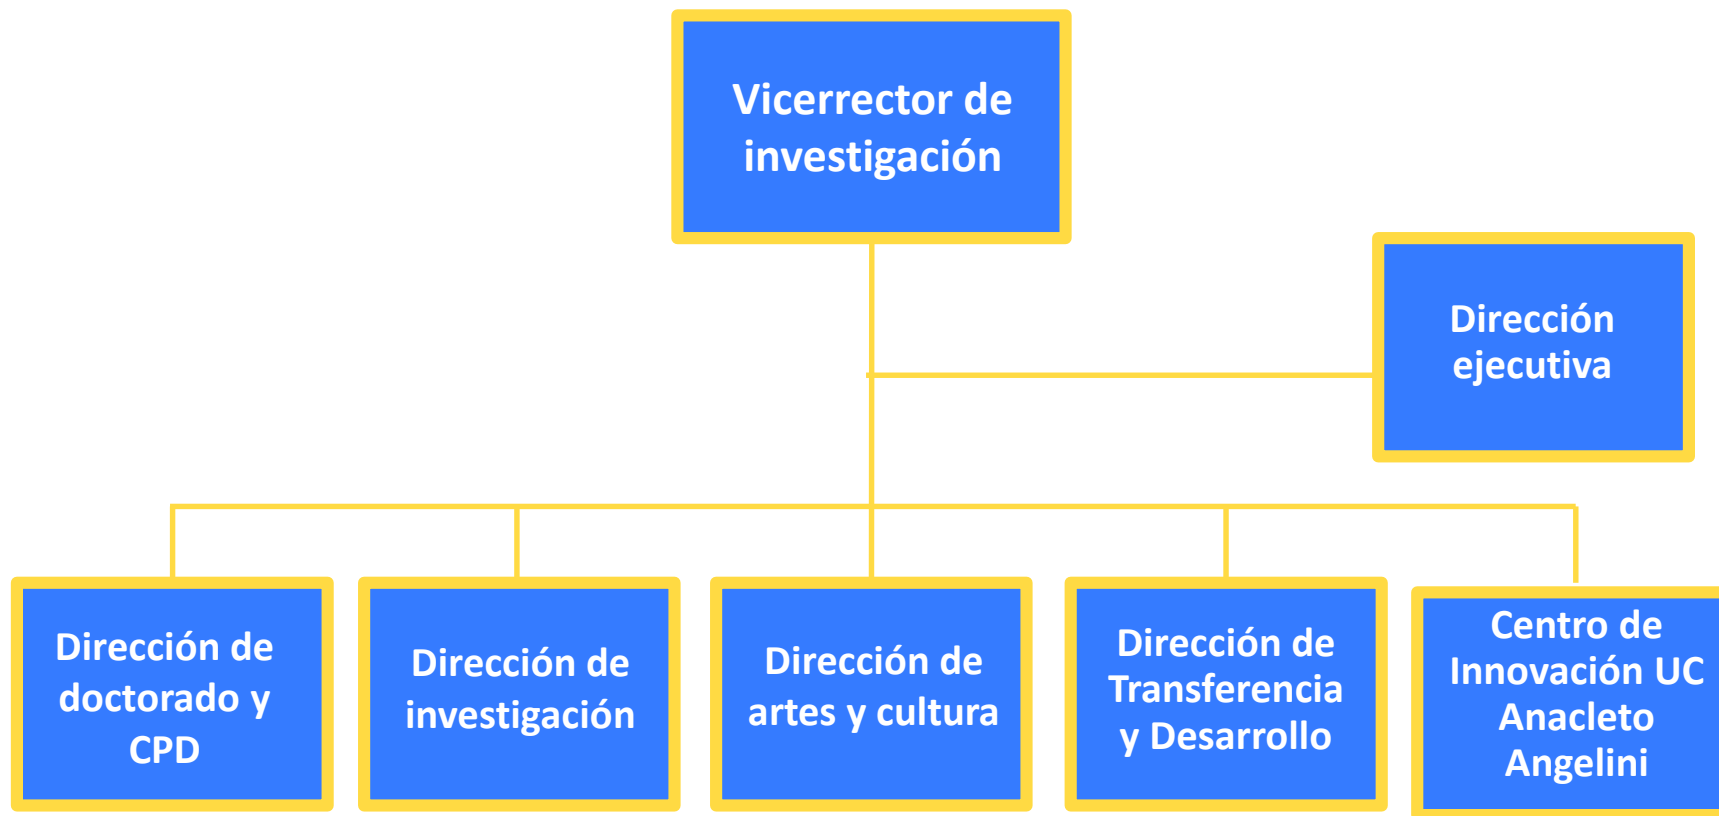 Vicerrector de
investigación
Dirección
ejecutiva
Dirección de
doctorado y
CPD
Dirección de
investigación
Dirección de
artes y cultura
Dirección de
Transferencia
y Desarrollo
Centro de
Innovación UC
Anacleto
Angelini